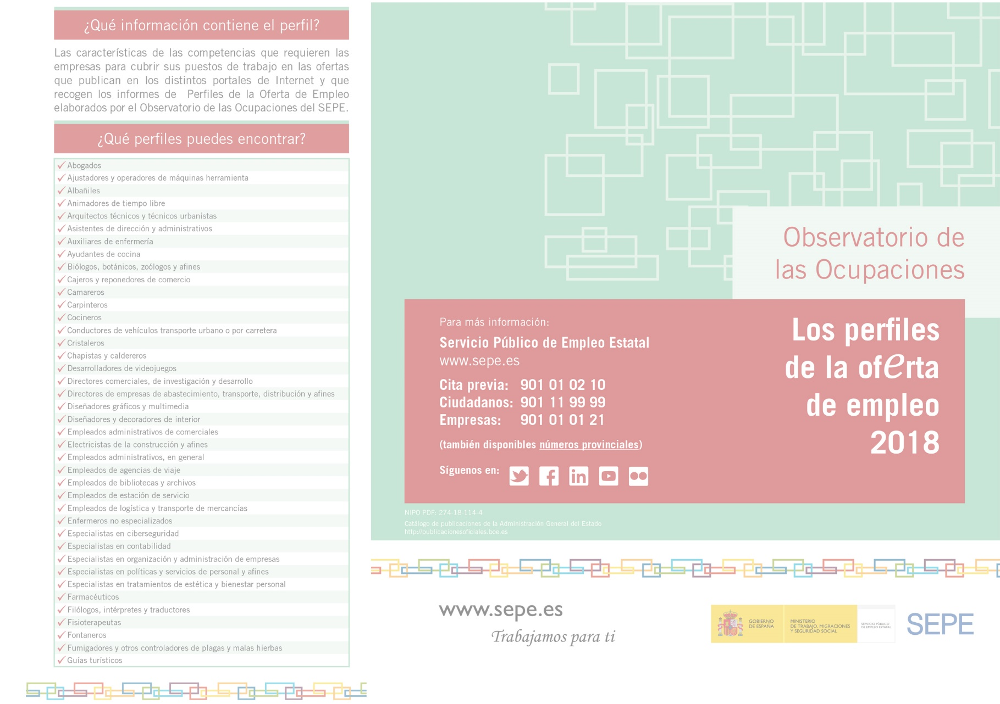 ¿Qué información contiene el perfil?
Las características de las competencias que requieren las
empresas para cubrir sus puestos de trabajo en las ofertas
que publican en los distintos portales de Internet y que
recogen los informes de Perfiles de la Oferta de Empleo
elaborados por el Observatorio de las Ocupaciones del SEPE.
¿Qué perfiles puedes encontrar?
✓ Abogados
✓ Ajustadores y operadores de máquinas herramienta
✓ Albañiles
✓ Animadores de tiempo libre
✓ Arquitectos técnicos y técnicos urbanistas
✓ Asistentes de dirección y administrativos
✓ Auxiliares de enfermería
✓ Ayudantes de cocina
✓ Biólogos, botánicos, zoólogos y afines
✓ Cajeros y reponedores de comercio
✓ Camareros
✓ Carpinteros
✓ Cocineros
✓ Conductores de vehículos transporte urbano o por carretera
✓ Cristaleros
✓ Chapistas y caldereros
✓ Desarrolladores de videojuegos
✓ Directores comerciales, de investigación y desarrollo
✓ Directores de empresas de abastecimiento, transporte, distribución y afines
✓ Diseñadores gráficos y multimedia
✓ Diseñadores y decoradores de interior
✓ Empleados administrativos de comerciales
✓ Electricistas de la construcción y afines
✓ Empleados administrativos, en general
✓ Empleados de agencias de viaje
✓ Empleados de bibliotecas y archivos
✓ Empleados de estación de servicio
✓ Empleados de logística y transporte de mercancías
✓ Enfermeros no especializados
✓ Especialistas en ciberseguridad
✓ Especialistas en contabilidad
✓ Especialistas en organización y administración de empresas
✓ Especialistas en políticas y servicios de personal y afines
✓ Especialistas en tratamientos de estética y bienestar personal
✓ Farmacéuticos
✓ Filólogos, intérpretes y traductores
✓ Fisioterapeutas
✓ Fontaneros
✓ Fumigadores y otros controladores de plagas y malas hierbas
✓ Guías turísticos
Observatorio de
las Ocupaciones
Los perfiles
de la oferta
de empleo
2018
Para más información:
Servicio Público de Empleo Estatal
www.sepe.es
Cita previa: 901 01 02 10
Ciudadanos: 901 11 99 99
Empresas: 901 01 01 21
(también disponibles números provinciales)
Síguenos en:
NIPO PDF: 274-18-114-4
Catálogo de publicaciones de la Administración General del Estado
http://publicacionesoficiales.boe.es
www.sepe.es
Trabajamos para ti
GOBIERNO
DE ESPAÑA
MINISTERIO
DE TRABAJO, MIGRACIONES
Y SEGURIDAD SOCIAL
SERVICIO PÚBLICO
DE EMPLEO ESTATAL
SEPE